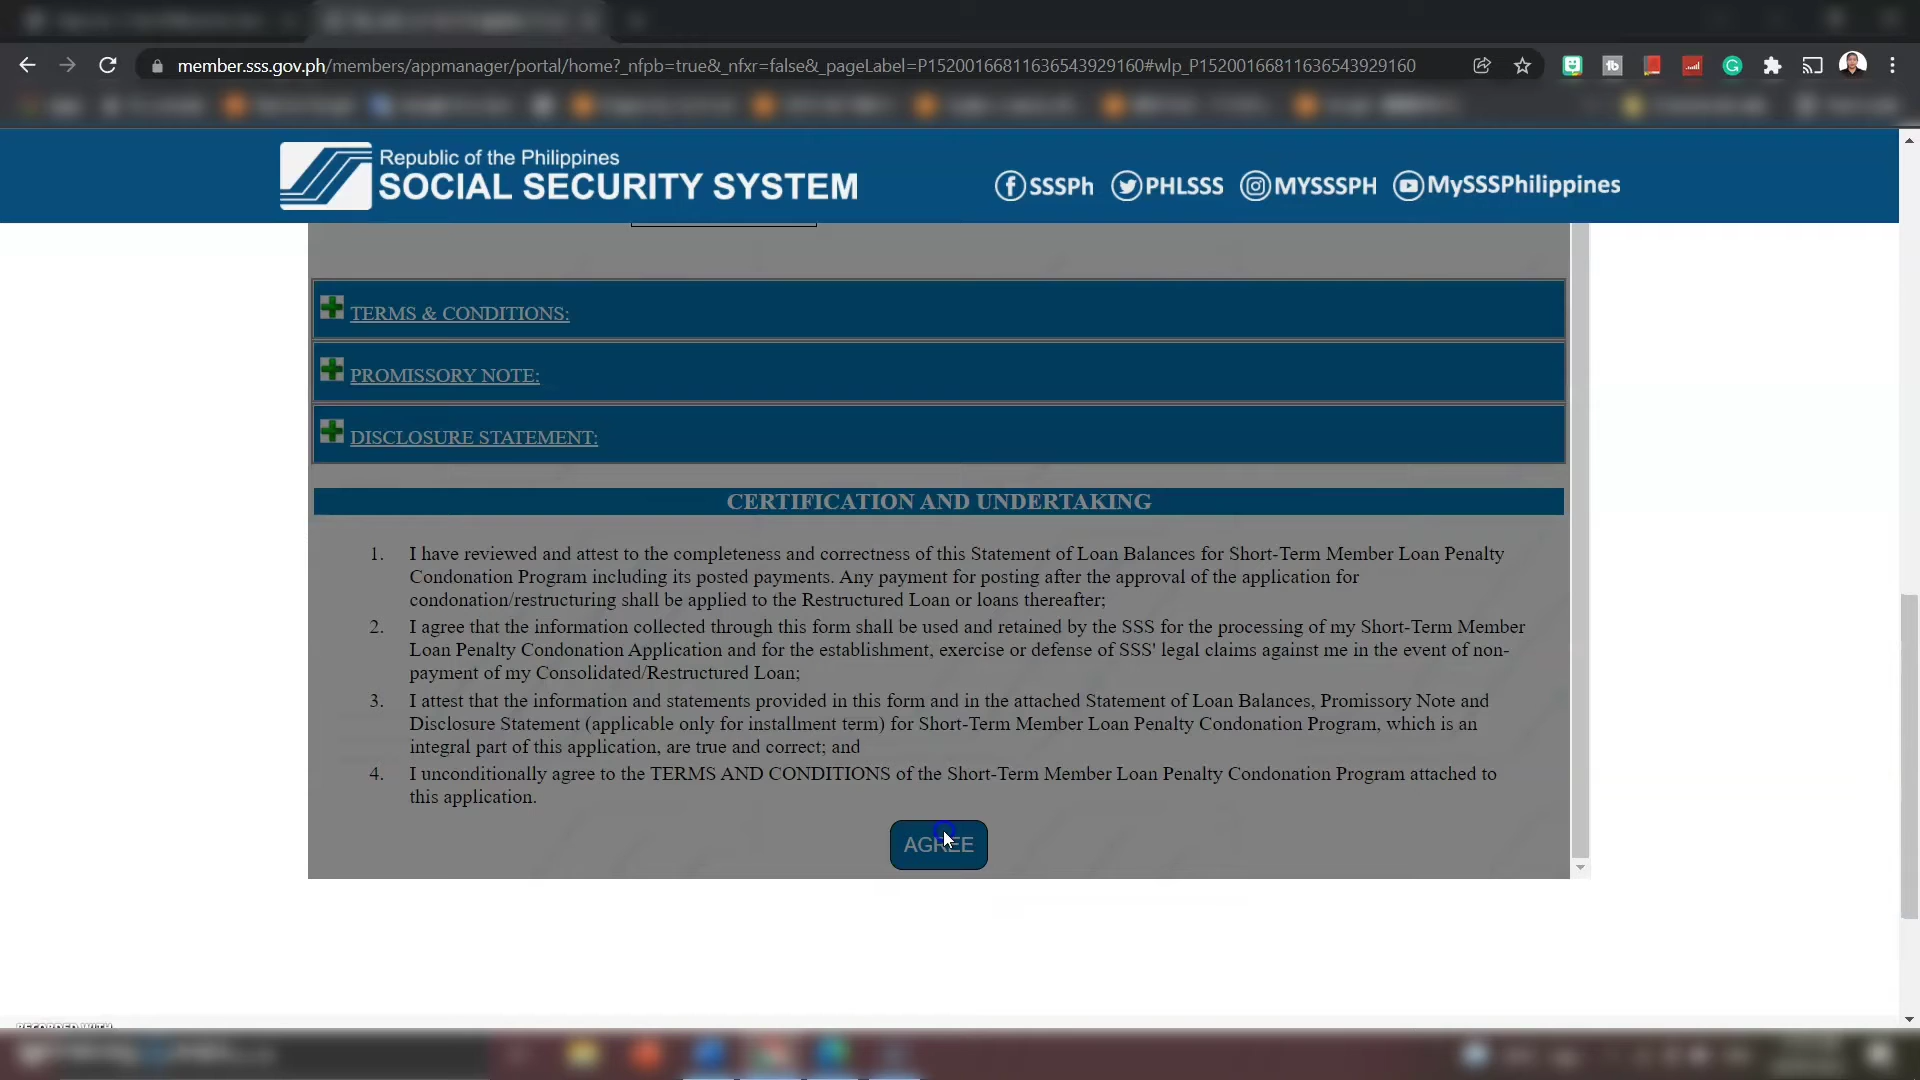 member.sss.gov.ph/members/appmanager/portal/home?_nfpb=true&_nfxr=false&_pageLabel=P15200166811636543929160#wlp_P15200166811636543929160
Republic of the Philippines
SOCIAL SECURITY SYSTEM
SSSPh PHLSSS MYSSSPH MySSSPhilippines
TERMS & CONDITIONS:
PROMISSORY NOTE:
DISCLOSURE STATEMENT:
CERTIFICATION AND UNDERTAKING
1. I have reviewed and attest to the completeness and correctness of this Statement of Loan Balances for Short-Term Member Loan Penalty
Condonation Program including its posted payments. Any payment for posting after the approval of the application for
condonation/restructuring shall be applied to the Restructured Loan or loans thereafter;
2. I agree that the information collected through this form shall be used and retained by the SSS for the processing of my Short-Term Member
Loan Penalty Condonation Application and for the establishment, exercise or defense of SSS' legal claims against me in the event of non-
payment of my Consolidated/Restructured Loan;
3. I attest that the information and statements provided in this form and in the attached Statement of Loan Balances, Promissory Note and
Disclosure Statement (applicable only for installment term) for Short-Term Member Loan Penalty Condonation Program, which is an
integral part of this application, are true and correct; and
4. I unconditionally agree to the TERMS AND CONDITIONS of the Short-Term Member Loan Penalty Condonation Program attached to
this application.
AGREE
RECORDED WITH